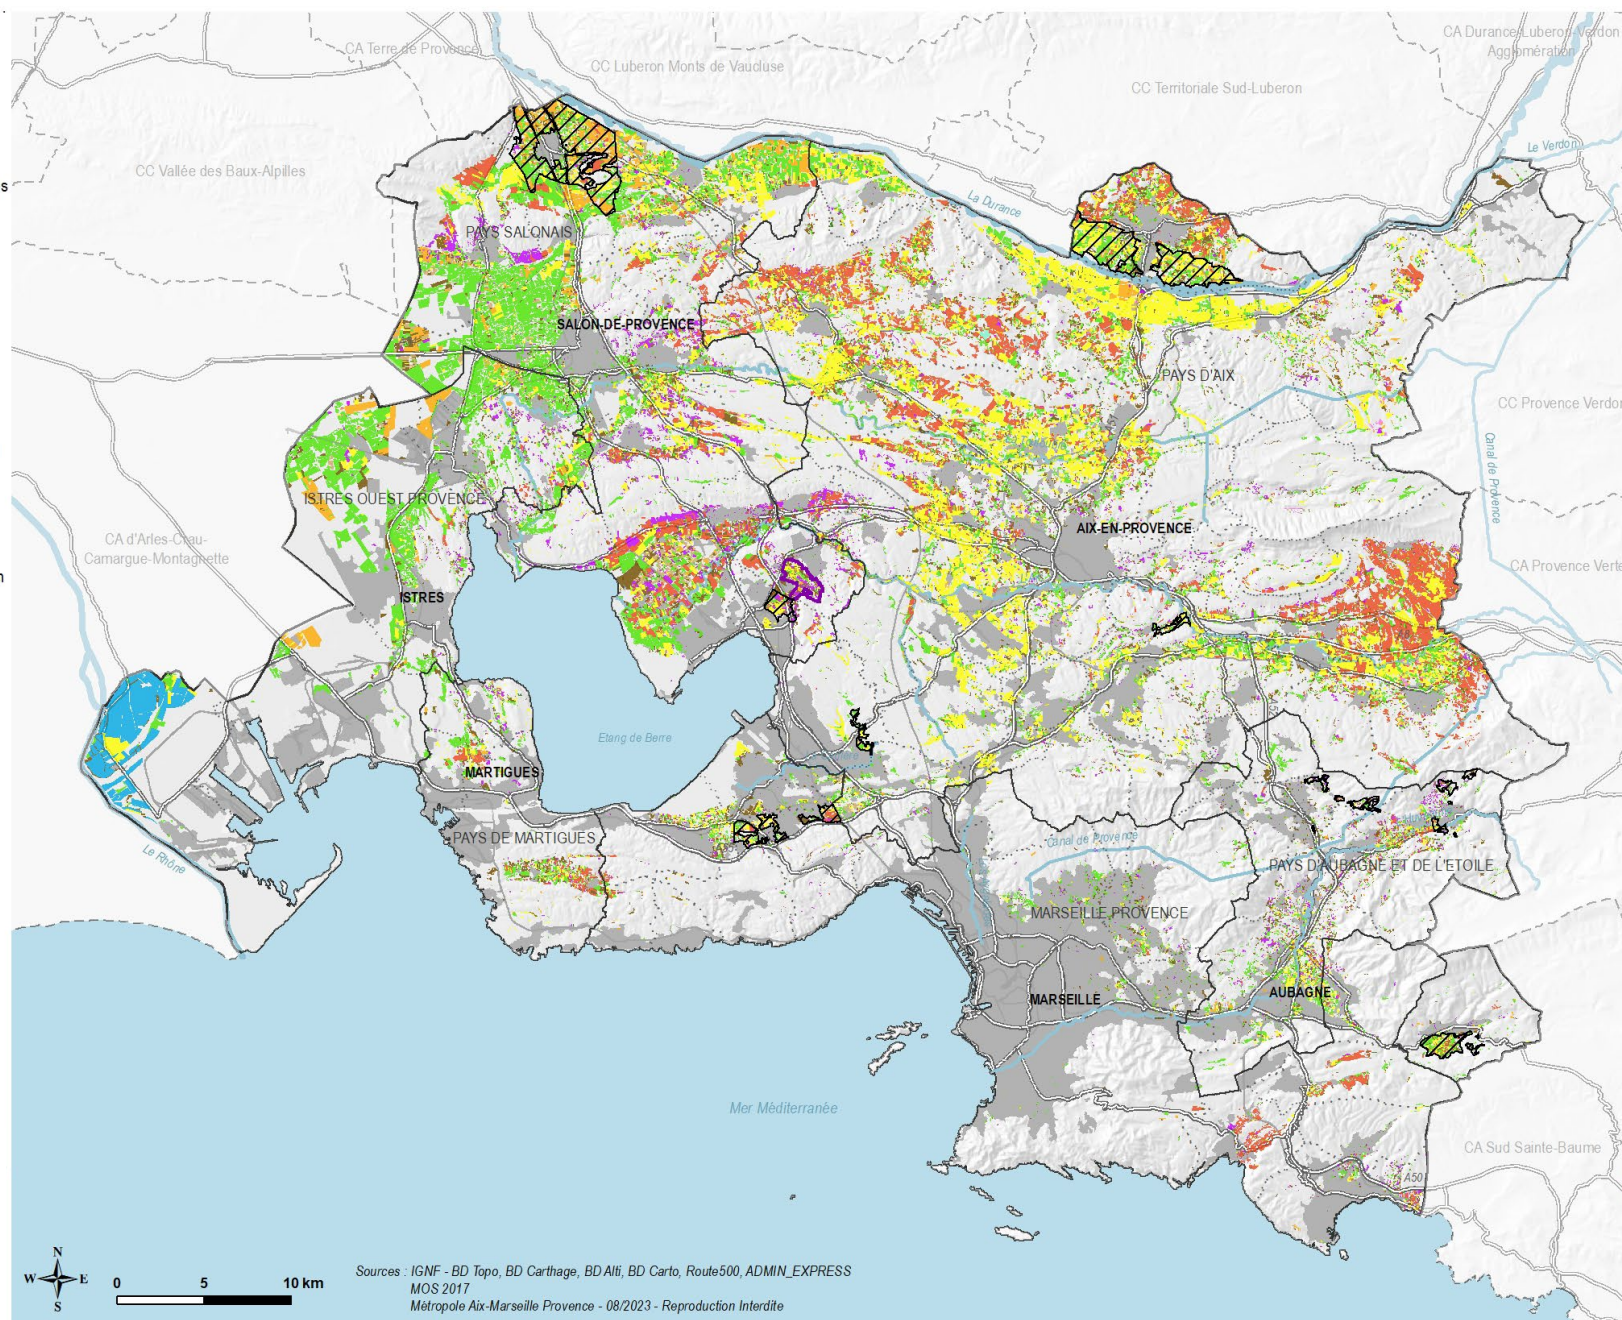 CA Terre de Provence
CC Luberon Monts de Vaucluse
CA Durance-Luberon-Verdon
Agglomération
CC Territoriale Sud-Luberon
Le Verdon
CC Vallée des Baux-Alpilles
s
La Durance
PAYS SALONAIS
SALON-DE-PROVENCE
PAYS D'AIX
CC Provence Verdon
Canal de Provence
ISTRES OUEST PROVENCE
AIX-EN-PROVENCE
CA d'Arles-Crau-
Camargue-Montagnette
CA Provence Verte
n
ISTRES
Etang de Berre
MARTIGUES
PAYS DE MARTIGUES
Le Rhône
Canal de Provence
PAYS D'AUBAGNE ET DE L'ETOILE
MARSEILLE PROVENCE
MARSEILLE
AUBAGNE
Mer Méditerranée
CA Sud Sainte-Baume
A50
N
W E
S
0 5 10 km
Sources : IGNF - BD Topo, BD Carthage, BD Alti, BD Carto, Route500, ADMIN_EXPRESS
MOS 2017
Métropole Aix-Marseille Provence - 08/2023 - Reproduction Interdite